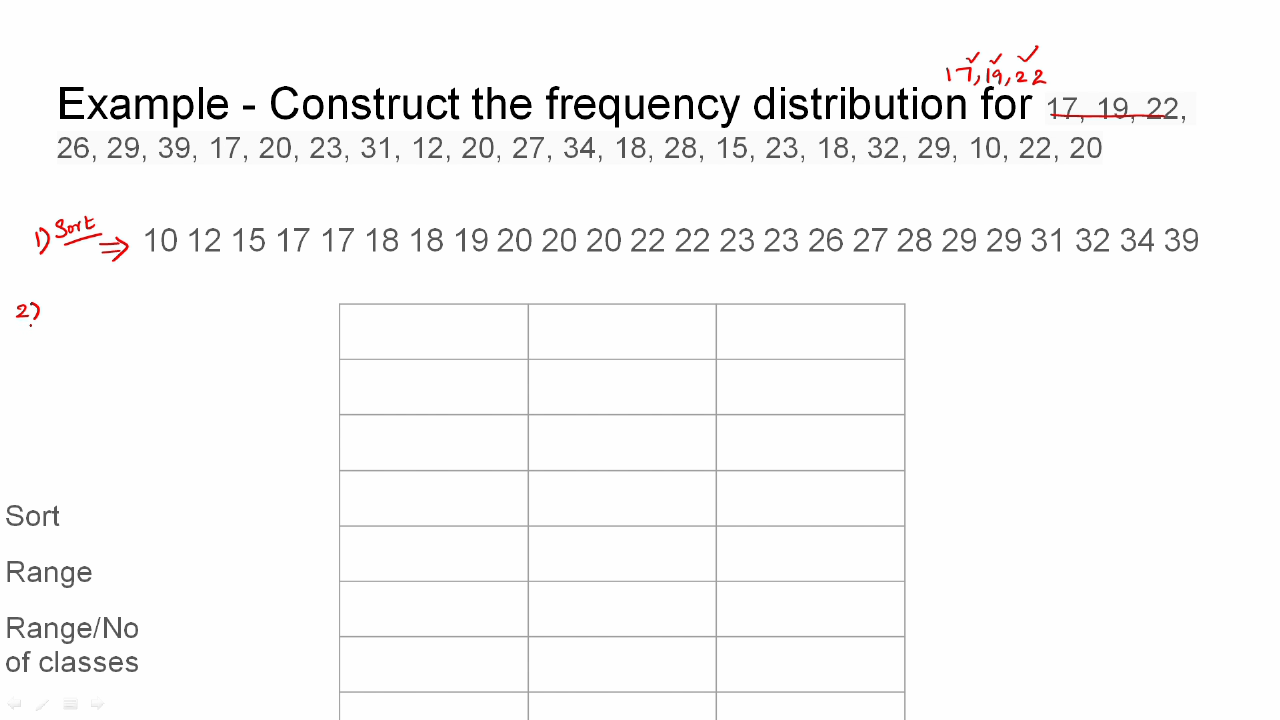 17, 19, 22
Example - Construct the frequency distribution for 17, 19, 22,
26, 29, 39, 17, 20, 23, 31, 12, 20, 27, 34, 18, 28, 15, 23, 18, 32, 29, 10, 22, 20
1) Sort 10 12 15 17 17 18 18 19 20 20 20 22 22 23 23 26 27 28 29 29 31 32 34 39
2)
Sort
Range
Range/No
of classes